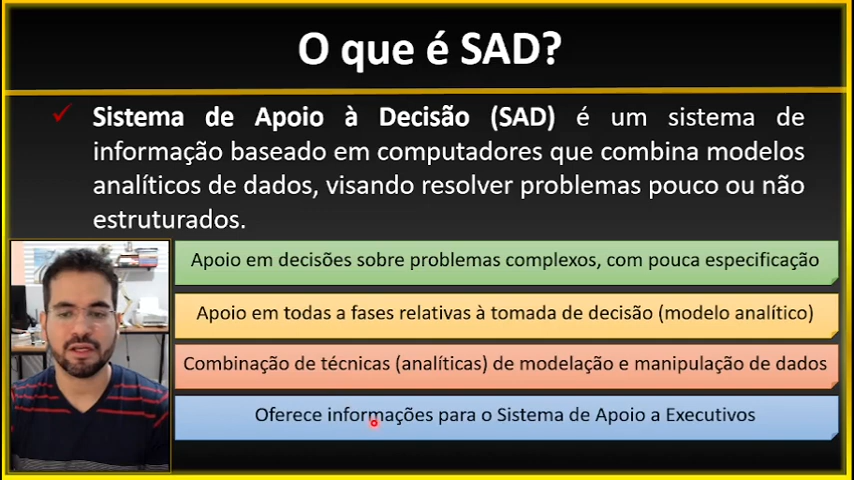 O que é SAD?
Sistema de Apoio à Decisão (SAD) é um sistema de
informação baseado em computadores que combina modelos
analíticos de dados, visando resolver problemas pouco ou não
estruturados.
Apoio em decisões sobre problemas complexos, com pouca especificação
Apoio em todas a fases relativas à tomada de decisão (modelo analítico)
Combinação de técnicas (analíticas) de modelação e manipulação de dados
Oferece informações para o Sistema de Apoio a Executivos